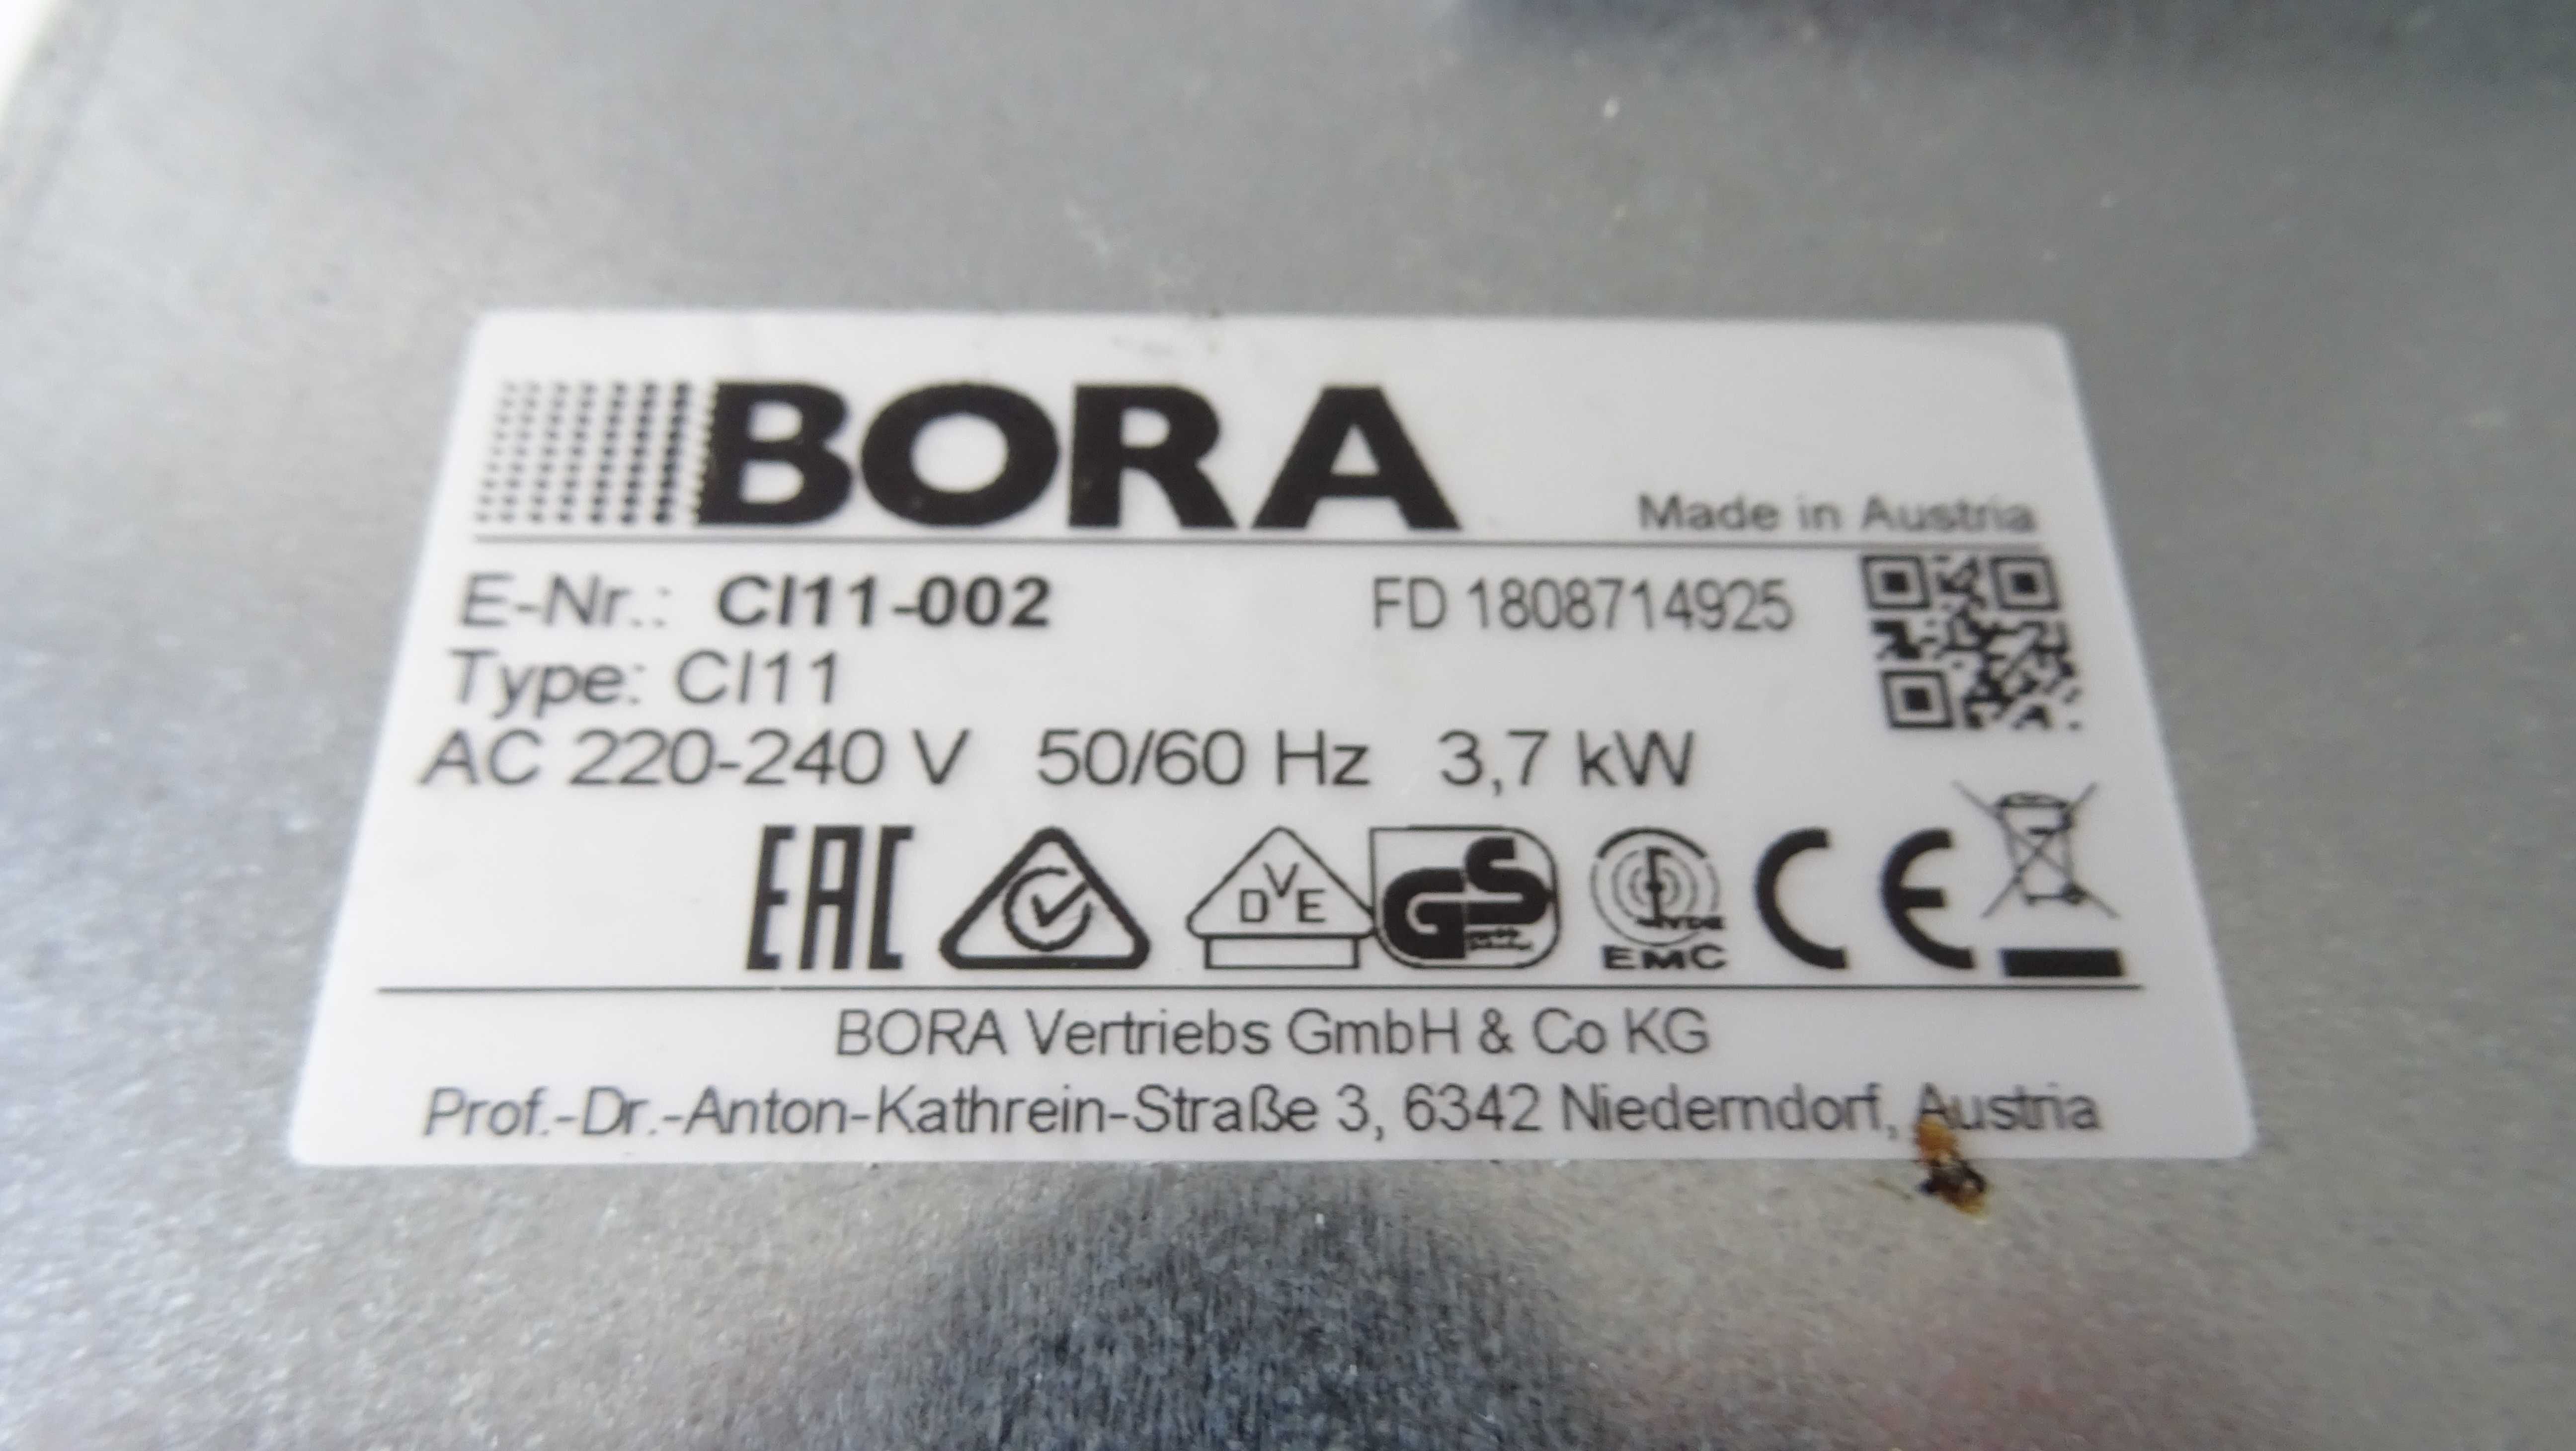 BORA
Made in Austria
E-Nr.: CI11-002 FD 1808714925
Type: CI11
AC 220-240 V 50/60 Hz 3,7 kW
EAC DVE GS VDE EMC CE
BORA Vertriebs GmbH & Co KG
Prof.-Dr.-Anton-Kathrein-Straße 3, 6342 Niederndorf, Austria